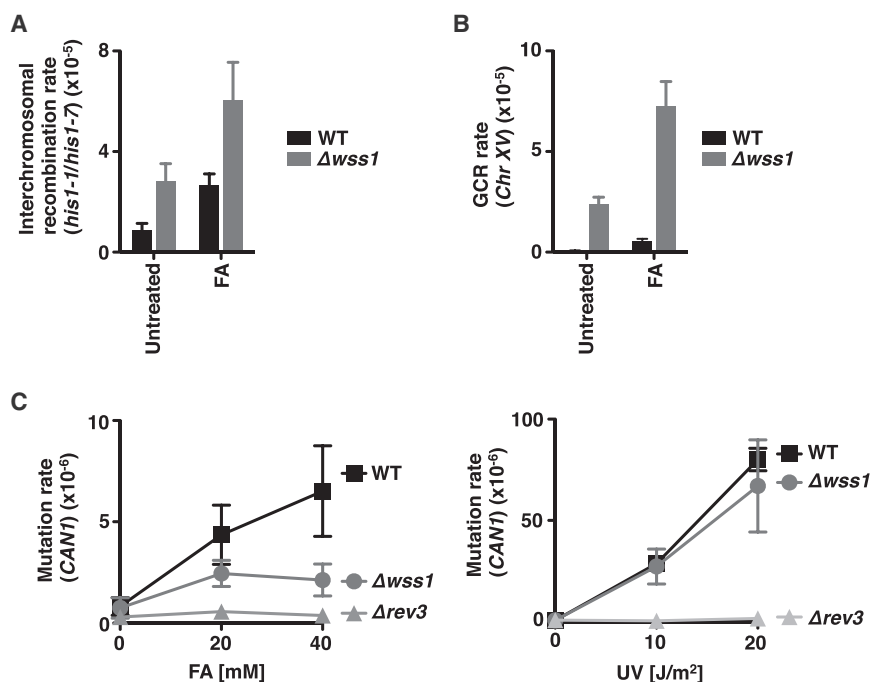 A
Interchromosomal
recombination rate
(his1-1/his1-7) (x10-5)
8
4
0
Untreated
FA
WT
Δwss1
B
GCR rate
(Chr XV) (x10-5)
10
5
0
Untreated
FA
WT
Δwss1
C
Mutation rate
(CAN1) (x10-6)
10
5
0
0
20
40
FA [mM]
WT
Δwss1
Δrev3
Mutation rate
(CAN1) (x10-6)
100
50
0
0
10
20
UV [J/m²]
WT
Δwss1
Δrev3